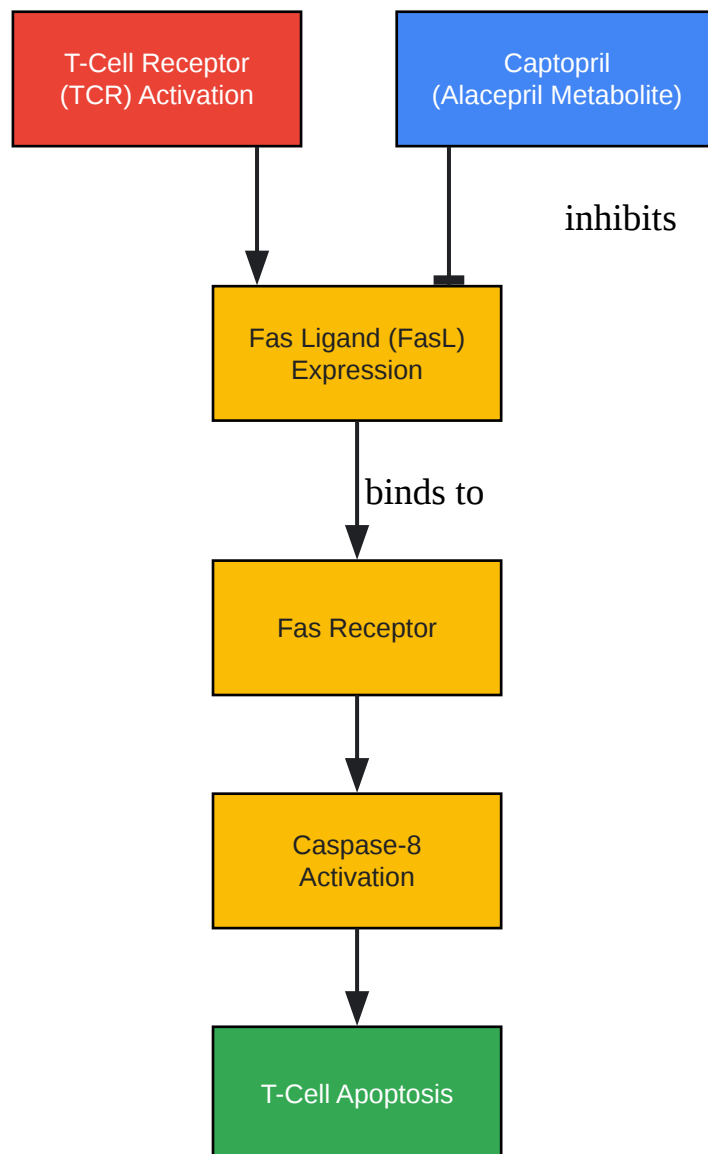 T-Cell Receptor
(TCR) Activation
Captopril
(Alacepril Metabolite)
inhibits
Fas Ligand (FasL)
Expression
binds to
Fas Receptor
Caspase-8
Activation
T-Cell Apoptosis